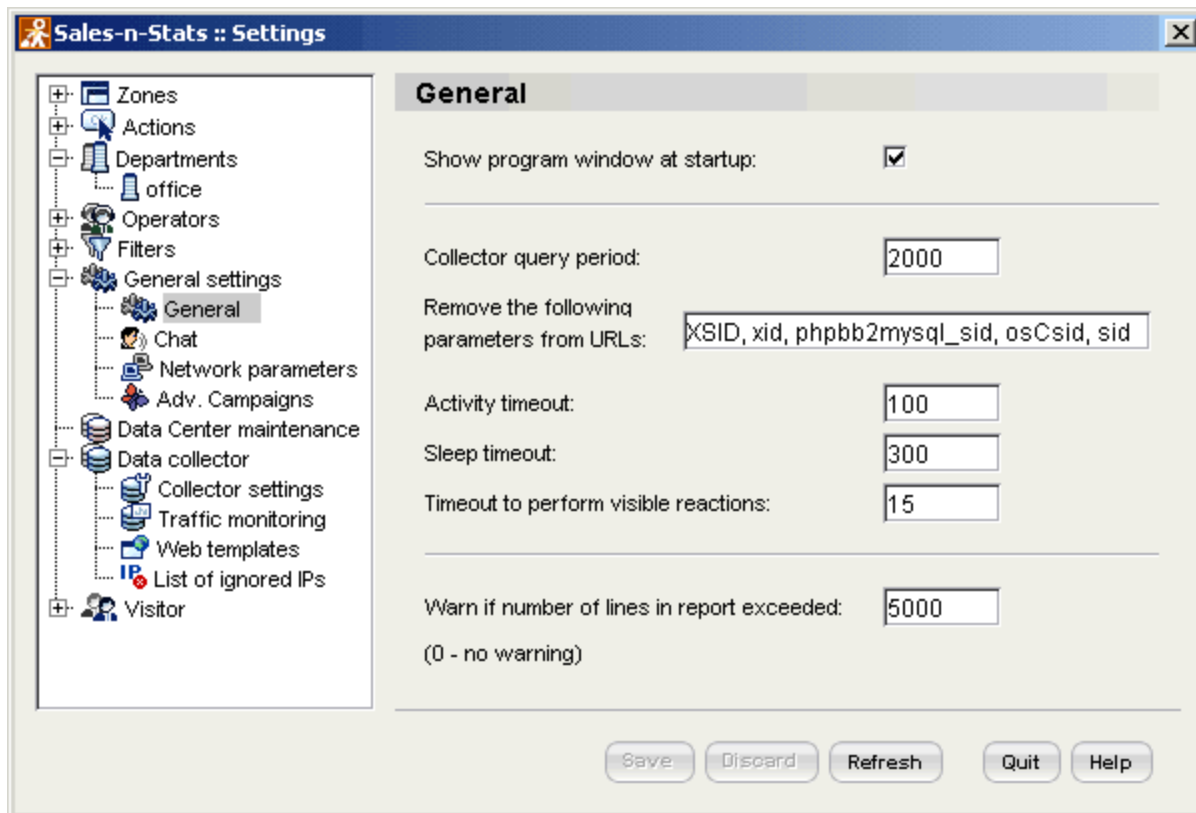 Sales-n-Stats :: Settings
Zones
Actions
Departments
office
Operators
Filters
General settings
General
Chat
Network parameters
Adv. Campaigns
Data Center maintenance
Data collector
Collector settings
Traffic monitoring
Web templates
IP
List of ignored IPs
Visitor
General
Show program window at startup:
Collector query period:
2000
Remove the following
parameters from URLs:
XSID, xid, phpbb2mysql_sid, osCsid, sid
Activity timeout:
100
Sleep timeout:
300
Timeout to perform visible reactions:
15
Warn if number of lines in report exceeded:
5000
(0 - no warning)
Save
Discard
Refresh
Quit
Help